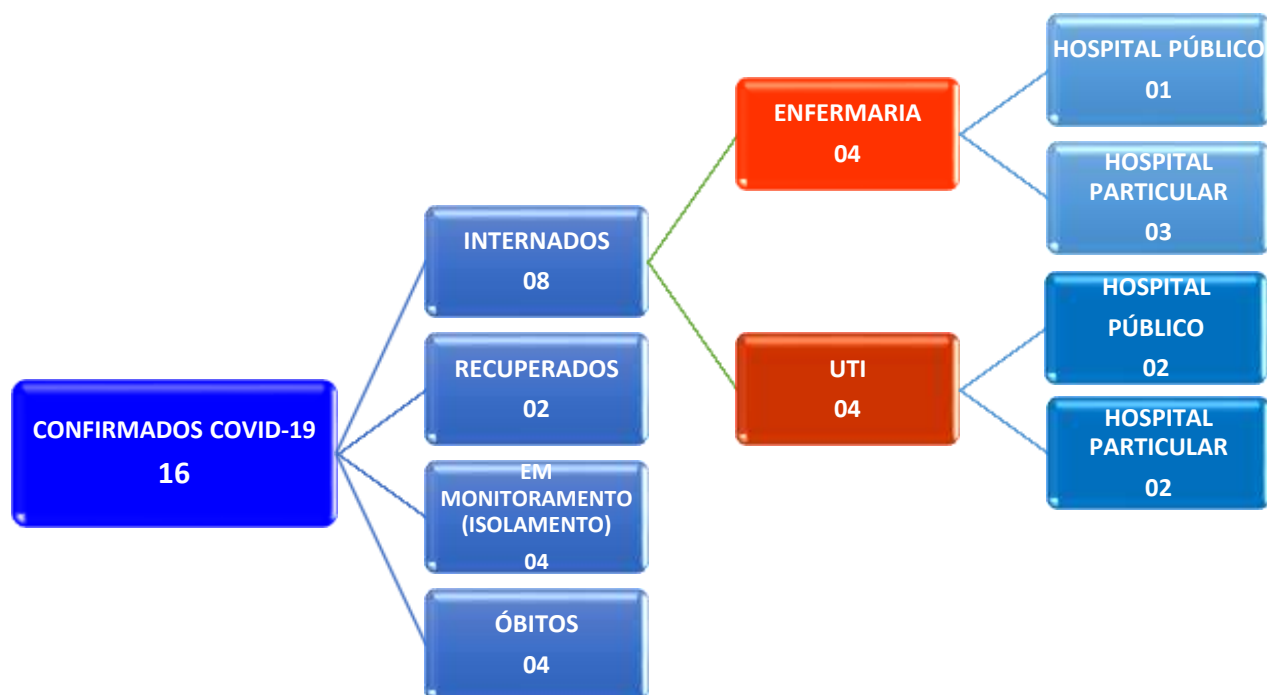 CONFIRMADOS COVID-19
16
INTERNADOS
08
RECUPERADOS
02
EM
MONITORAMENTO
(ISOLAMENTO)
04
ÓBITOS
04
ENFERMARIA
04
UTI
04
HOSPITAL PÚBLICO
01
HOSPITAL
PARTICULAR
03
HOSPITAL
PÚBLICO
02
HOSPITAL
PARTICULAR
02